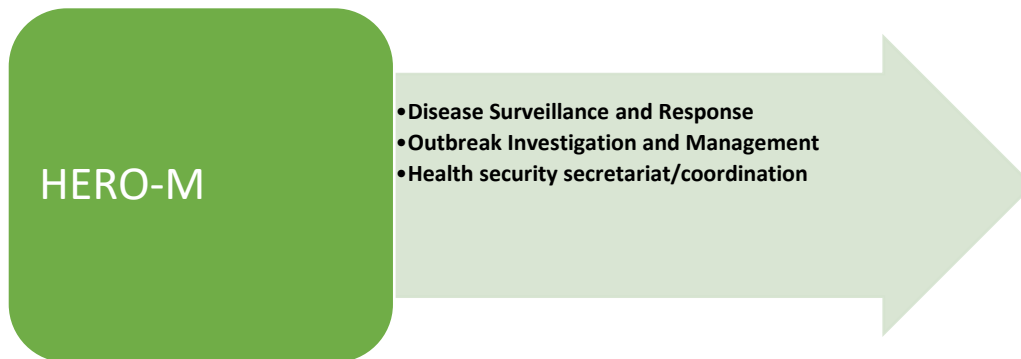 HERO-M
•Disease Surveillance and Response
•Outbreak Investigation and Management
•Health security secretariat/coordination